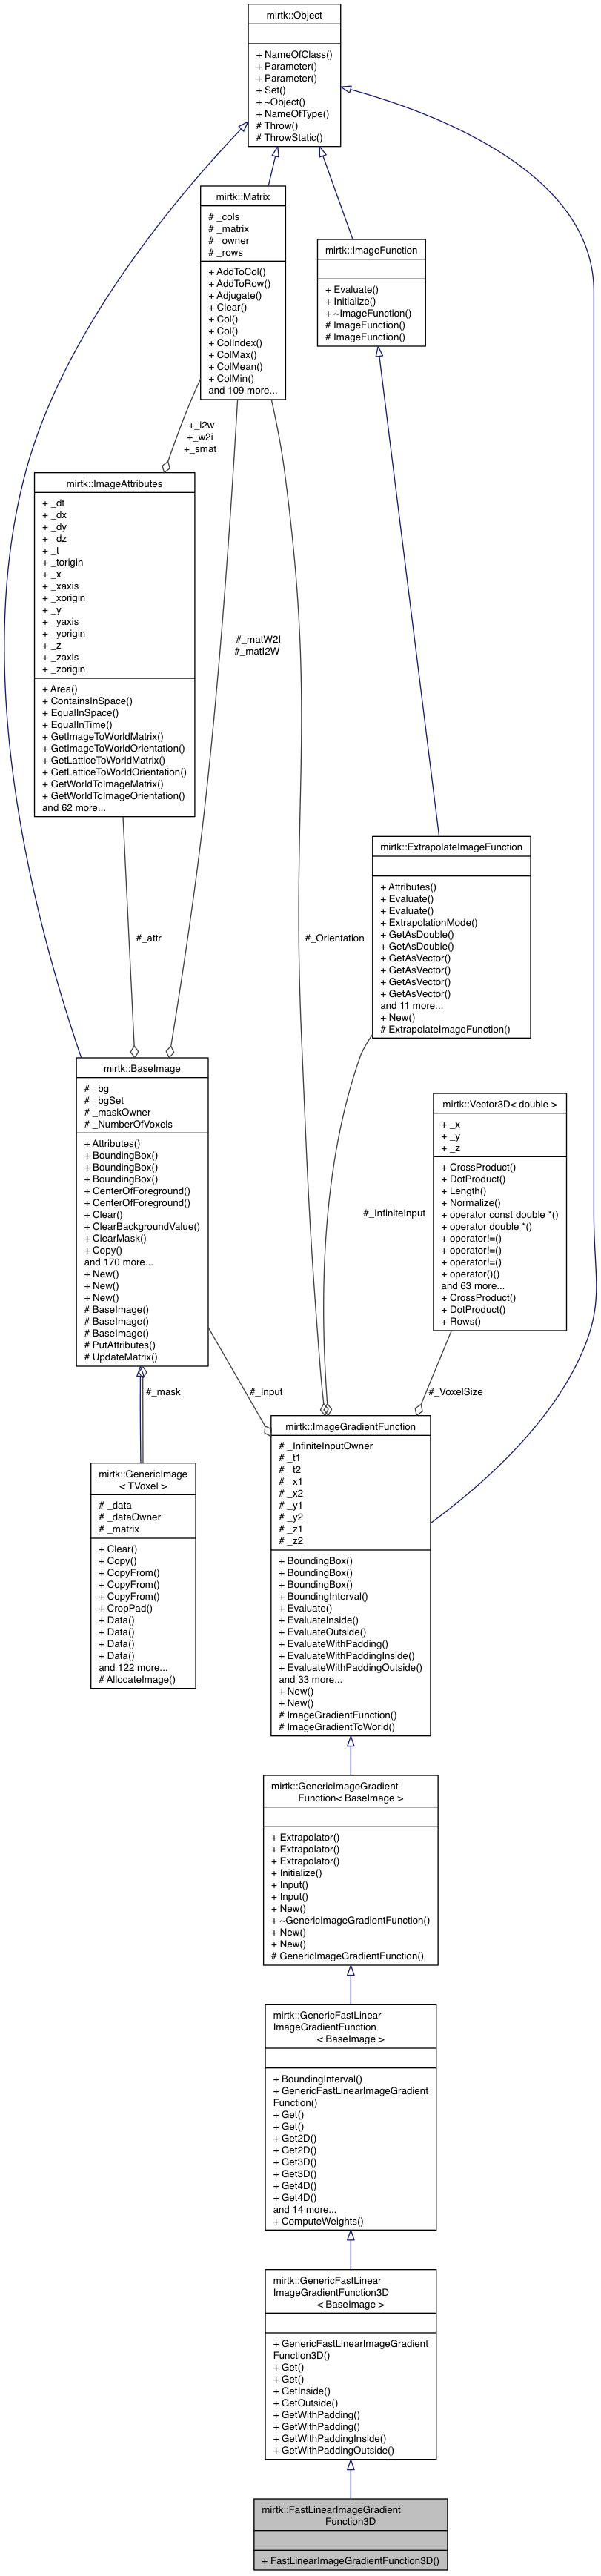 mirtk::Object
+ NameOfClass()
+ Parameter()
+ Parameter()
+ Set()
+ ~Object()
+ NameOfType()
# Throw()
# ThrowStatic()
mirtk::Matrix
# _cols
# _matrix
# _owner
# _rows
+ AddToCol()
+ AddToRow()
+ Adjugate()
+ Clear()
+ Col()
+ Col()
+ ColIndex()
+ ColMax()
+ ColMean()
+ ColMin()
and 109 more...
mirtk::ImageFunction
+ Evaluate()
+ Initialize()
+ ~ImageFunction()
# ImageFunction()
# ImageFunction()
+_i2w
+_w2i
+_smat
mirtk::ImageAttributes
+ _dt
+ _dx
+ _dy
+ _dz
+ _t
+ _torigin
+ _x
+ _xaxis
+ _xorigin
+ _y
+ _yaxis
+ _yorigin
+ _z
+ _zaxis
+ _zorigin
+ Area()
+ ContainsInSpace()
+ EqualInSpace()
+ EqualInTime()
+ GetImageToWorldMatrix()
+ GetImageToWorldOrientation()
+ GetLatticeToWorldMatrix()
+ GetLatticeToWorldOrientation()
+ GetWorldToImageMatrix()
+ GetWorldToImageOrientation()
and 62 more...
#_matW2I
#_matI2W
mirtk::ExtrapolateImageFunction
+ Attributes()
+ Evaluate()
+ Evaluate()
+ ExtrapolationMode()
+ GetAsDouble()
+ GetAsDouble()
+ GetAsVector()
+ GetAsVector()
+ GetAsVector()
+ GetAsVector()
and 11 more...
+ New()
# ExtrapolateImageFunction()
#_attr
#_Orientation
mirtk::BaseImage
# _bg
# _bgSet
# _maskOwner
# _NumberOfVoxels
+ Attributes()
+ BoundingBox()
+ BoundingBox()
+ BoundingBox()
+ CenterOfForeground()
+ CenterOfForeground()
+ Clear()
+ ClearBackgroundValue()
+ ClearMask()
+ Copy()
and 170 more...
+ New()
+ New()
+ New()
# BaseImage()
# BaseImage()
# BaseImage()
# PutAttributes()
# UpdateMatrix()
mirtk::Vector3D< double >
+ _x
+ _y
+ _z
+ CrossProduct()
+ DotProduct()
+ Length()
+ Normalize()
+ operator const double *()
+ operator double *()
+ operator!=()
+ operator!=()
+ operator!=()
+ operator()()
and 63 more...
+ CrossProduct()
+ DotProduct()
+ Rows()
#_InfiniteInput
#_mask
#_Input
#_VoxelSize
mirtk::GenericImage
< TVoxel >
# _data
# _dataOwner
# _matrix
+ Clear()
+ Copy()
+ CopyFrom()
+ CopyFrom()
+ CopyFrom()
+ CropPad()
+ Data()
+ Data()
+ Data()
+ Data()
and 122 more...
# AllocateImage()
mirtk::ImageGradientFunction
# _InfiniteInputOwner
# _t1
# _t2
# _x1
# _x2
# _y1
# _y2
# _z1
# _z2
+ BoundingBox()
+ BoundingBox()
+ BoundingBox()
+ BoundingInterval()
+ Evaluate()
+ EvaluateInside()
+ EvaluateOutside()
+ EvaluateWithPadding()
+ EvaluateWithPaddingInside()
+ EvaluateWithPaddingOutside()
and 33 more...
+ New()
+ New()
# ImageGradientFunction()
# ImageGradientToWorld()
mirtk::GenericImageGradient
Function< BaseImage >
+ Extrapolator()
+ Extrapolator()
+ Extrapolator()
+ Initialize()
+ Input()
+ Input()
+ New()
+ ~GenericImageGradientFunction()
+ New()
+ New()
# GenericImageGradientFunction()
mirtk::GenericFastLinear
ImageGradientFunction
< BaseImage >
+ BoundingInterval()
+ GenericFastLinearImageGradient
Function()
+ Get()
+ Get()
+ Get2D()
+ Get2D()
+ Get3D()
+ Get3D()
+ Get4D()
+ Get4D()
and 14 more...
+ ComputeWeights()
mirtk::GenericFastLinear
ImageGradientFunction3D
< BaseImage >
+ GenericFastLinearImageGradient
Function3D()
+ Get()
+ Get()
+ GetInside()
+ GetOutside()
+ GetWithPadding()
+ GetWithPadding()
+ GetWithPaddingInside()
+ GetWithPaddingOutside()
mirtk::FastLinearImageGradient
Function3D
+ FastLinearImageGradientFunction3D()